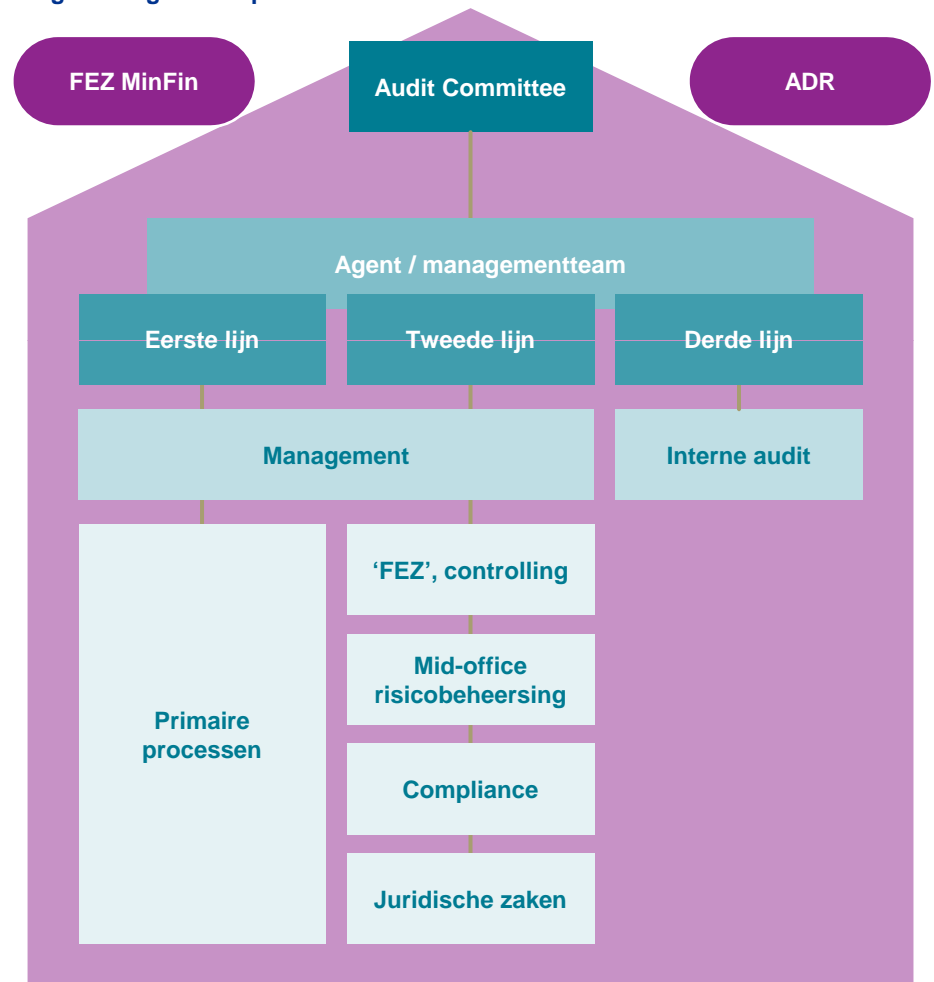 FEZ MinFin
Audit Committee
ADR
Agent / managementteam
Eerste lijn
Tweede lijn
Derde lijn
Management
Interne audit
Primaire
processen
‘FEZ’, controlling
Mid-office
risicobeheersing
Compliance
Juridische zaken